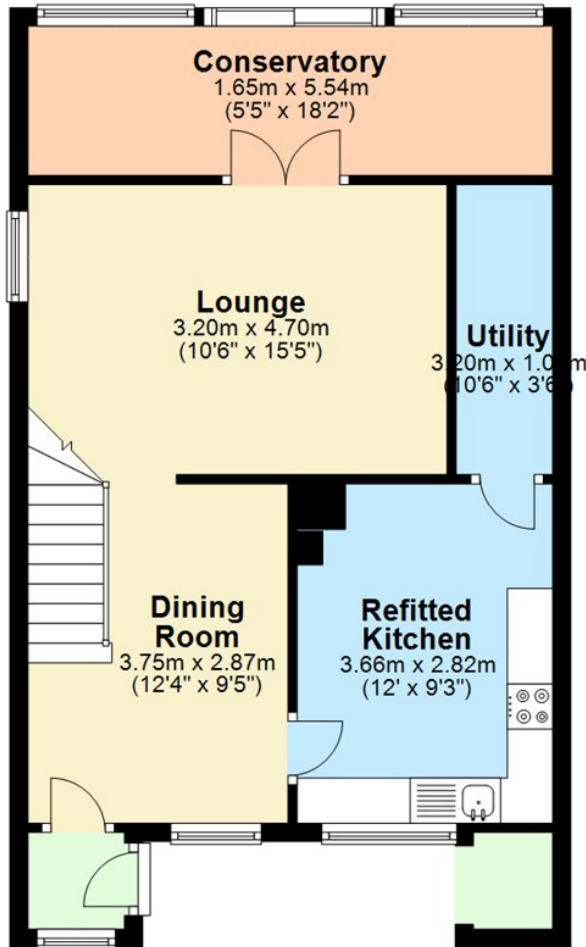 Conservatory
1.65m x 5.54m
(5'5" x 18'2")
Lounge
3.20m x 4.70m
(10'6" x 15'5")
Utility
3.20m x
(10'6" x 3'6
Dining
Room
3.75m x 2.87m
(12'4" x 9'5")
Refitted
Kitchen
3.66m x 2.82m
(12' x 9'3")